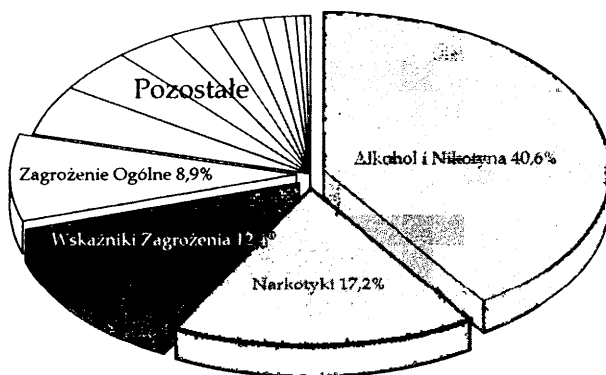 Pozostałe
Alkohol i Nikotyna 40,6%
Zagrożenie Ogólne 8,9%
Wskaźniki Zagrożenia
Narkotyki 17,2%